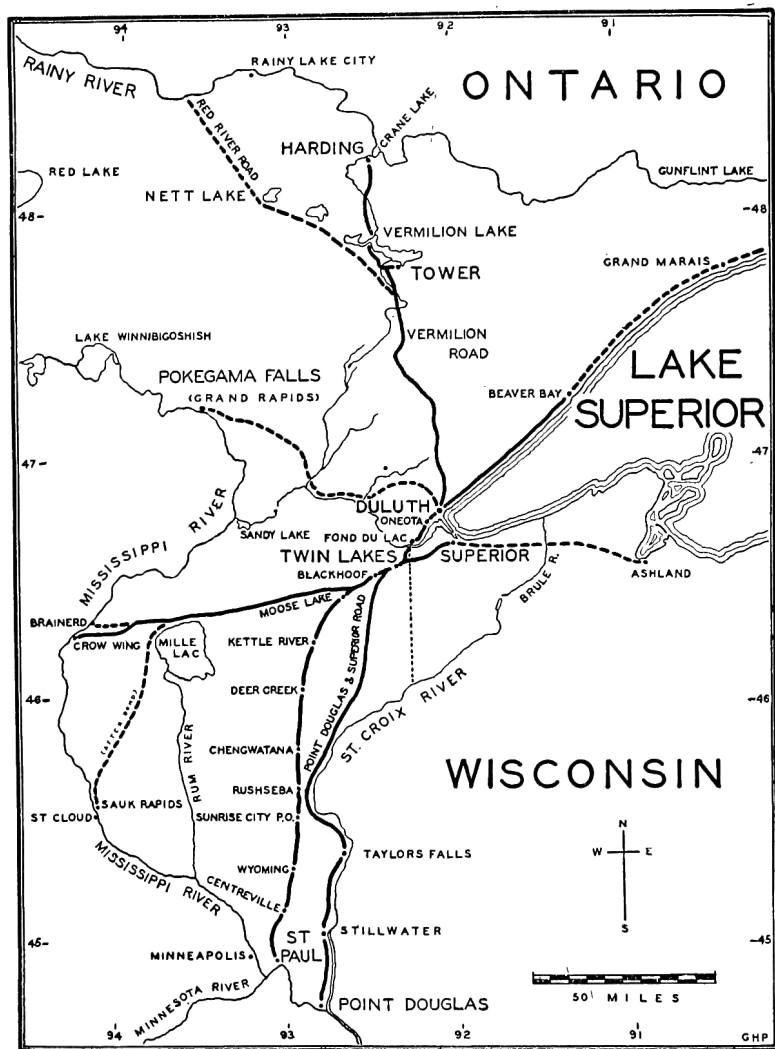 94
93
92
91
RAINY RIVER
RAINY LAKE CITY
ONTARIO
RED RIVER ROAD
CRANE LAKE
HARDING
RED LAKE
GUNFLINT LAKE
NETT LAKE
48
48
VERMILION LAKE
GRAND MARAIS
TOWER
VERMILION
ROAD
LAKE WINNIBIGOSHISH
LAKE
SUPERIOR
POKEGAMA FALLS
(GRAND RAPIDS)
BEAVER BAY
47
47
MISSISSIPPI RIVER
DULUTH
ONEOTA
SANDY LAKE
FOND DU LAC
TWIN LAKES
SUPERIOR
BLACKHOOF
ASHLAND
BRULE R.
MOOSE LAKE
BRAINERD
CROW WING
MILLE
LAC
KETTLE RIVER
POINT DOUGLAS & SUPERIOR ROAD
DEER CREEK
46
46
ST. CROIX RIVER
RUM RIVER
CHENGWATANA
WISCONSIN
RUSHSEBA
SAUK RAPIDS
ST CLOUD
SUNRISE CITY P.O.
N
W
E
S
TAYLORS FALLS
WYOMING
MISSISSIPPI RIVER
CENTREVILLE
45
45
ST
PAUL
STILLWATER
MINNEAPOLIS
50 MILES
MINNESOTA RIVER
POINT DOUGLAS
94
93
92
91
GHP